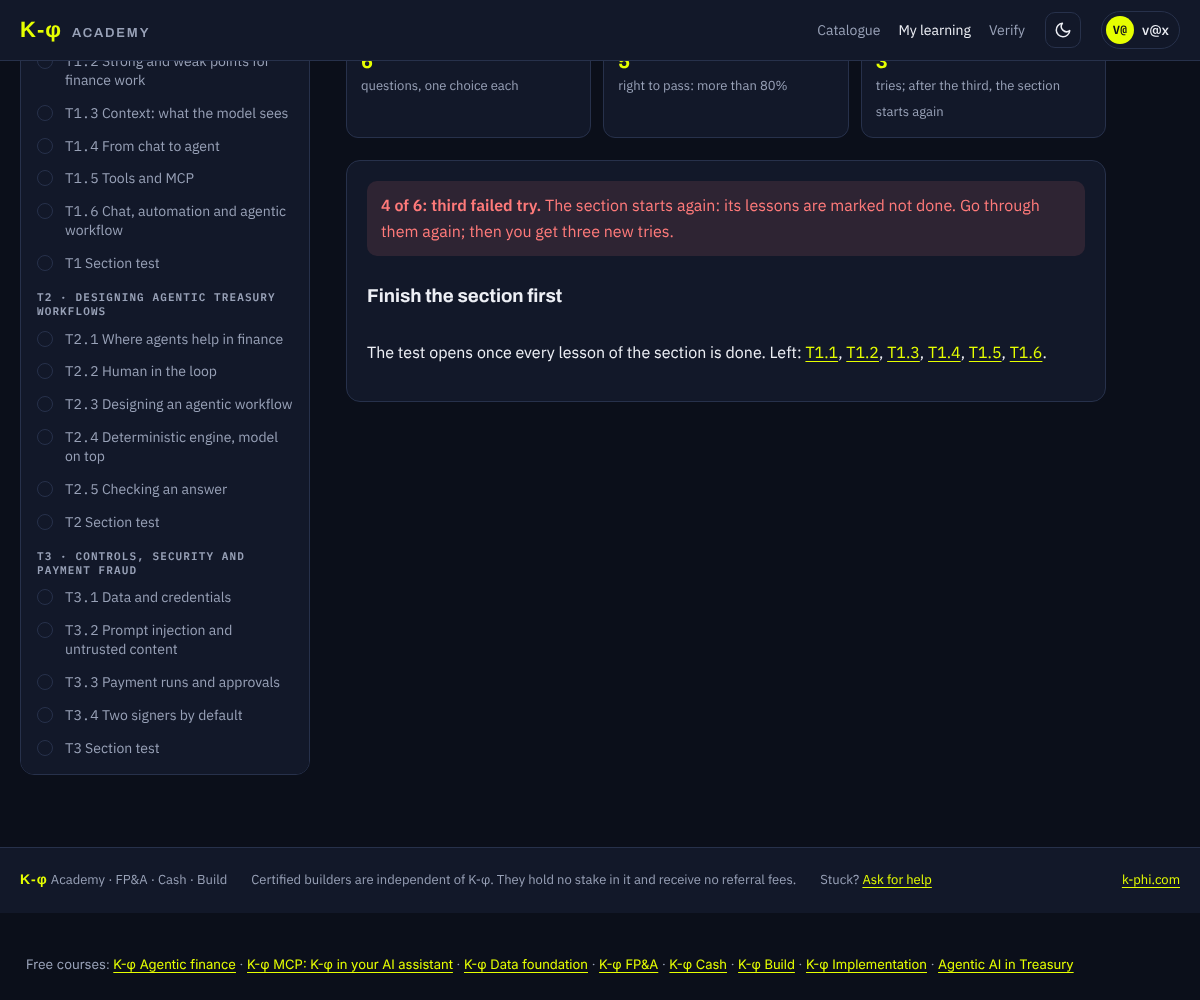 K-φ ACADEMY
Catalogue
My learning
Verify
V@
v@x
T1.2 Strong and weak points for
finance work
T1.3 Context: what the model sees
T1.4 From chat to agent
T1.5 Tools and MCP
T1.6 Chat, automation and agentic
workflow
T1 Section test
T2 · DESIGNING AGENTIC TREASURY
WORKFLOWS
T2.1 Where agents help in finance
T2.2 Human in the loop
T2.3 Designing an agentic workflow
T2.4 Deterministic engine, model
on top
T2.5 Checking an answer
T2 Section test
T3 · CONTROLS, SECURITY AND
PAYMENT FRAUD
T3.1 Data and credentials
T3.2 Prompt injection and
untrusted content
T3.3 Payment runs and approvals
T3.4 Two signers by default
T3 Section test
6
questions, one choice each
5
right to pass: more than 80%
3
tries; after the third, the section
starts again
4 of 6: third failed try. The section starts again: its lessons are marked not done. Go through
them again; then you get three new tries.
Finish the section first
The test opens once every lesson of the section is done. Left: T1.1, T1.2, T1.3, T1.4, T1.5, T1.6.
K-φ Academy · FP&A · Cash · Build
Certified builders are independent of K-φ. They hold no stake in it and receive no referral fees.
Stuck? Ask for help
k-phi.com
Free courses: K-φ Agentic finance · K-φ MCP: K-φ in your AI assistant · K-φ Data foundation · K-φ FP&A · K-φ Cash · K-φ Build · K-φ Implementation · Agentic AI in Treasury